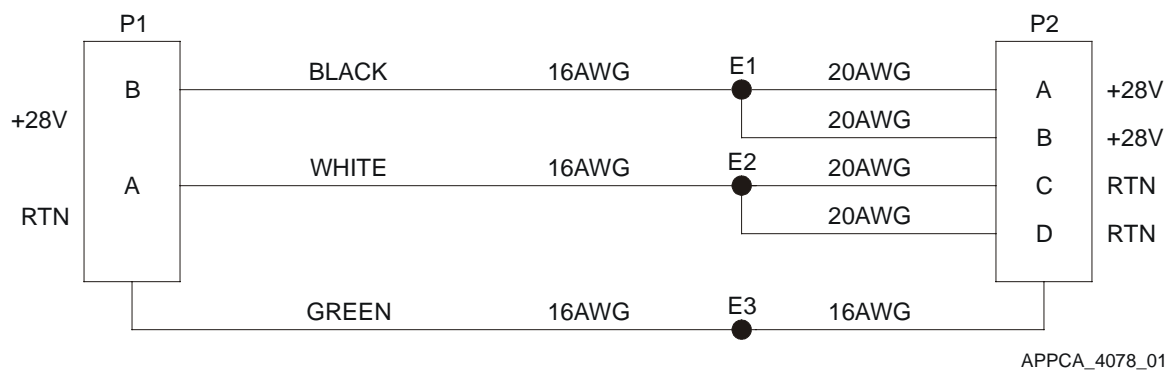 P1 P2
BLACK 16AWG E1 20AWG
B A +28V
+28V 20AWG B +28V
WHITE 16AWG E2 20AWG
A C RTN
RTN 20AWG D RTN
GREEN 16AWG E3 16AWG
APPCA_4078_01